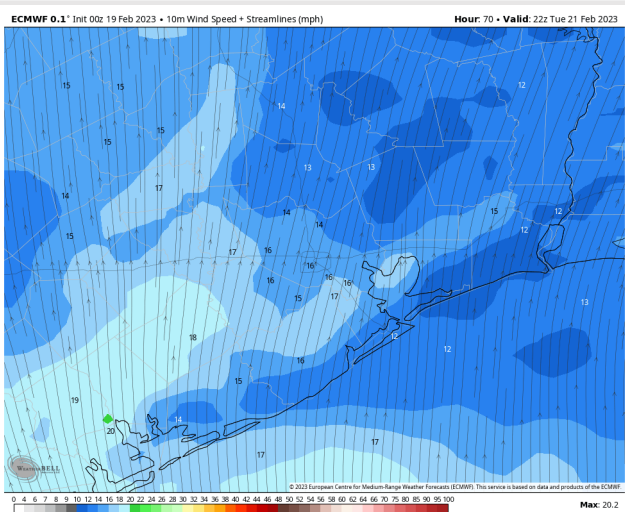 ECMWF 0.1° Init 00z 19 Feb 2023 • 10m Wind Speed + Streamlines (mph) Hour: 70 • Valid: 22z Tue 21 Feb 2023
15 15 12
14
15
15
13 13
17
14
14 15 12
14
12
15
17 16
16
16 16
15 17 13
18
12 12
16
15
19
14
20
17
17
WEATHERBELL
© 2023 European Centre for Medium-Range Weather Forecasts (ECMWF). This service is based on data and products of the ECMWF.
0 4 6 7 8 9 10 12 14 16 18 20 22 24 26 28 30 32 34 36 38 40 42 44 46 48 50 52 54 56 58 60 62 64 66 70 75 80 85 90 95 100
Max: 20.2